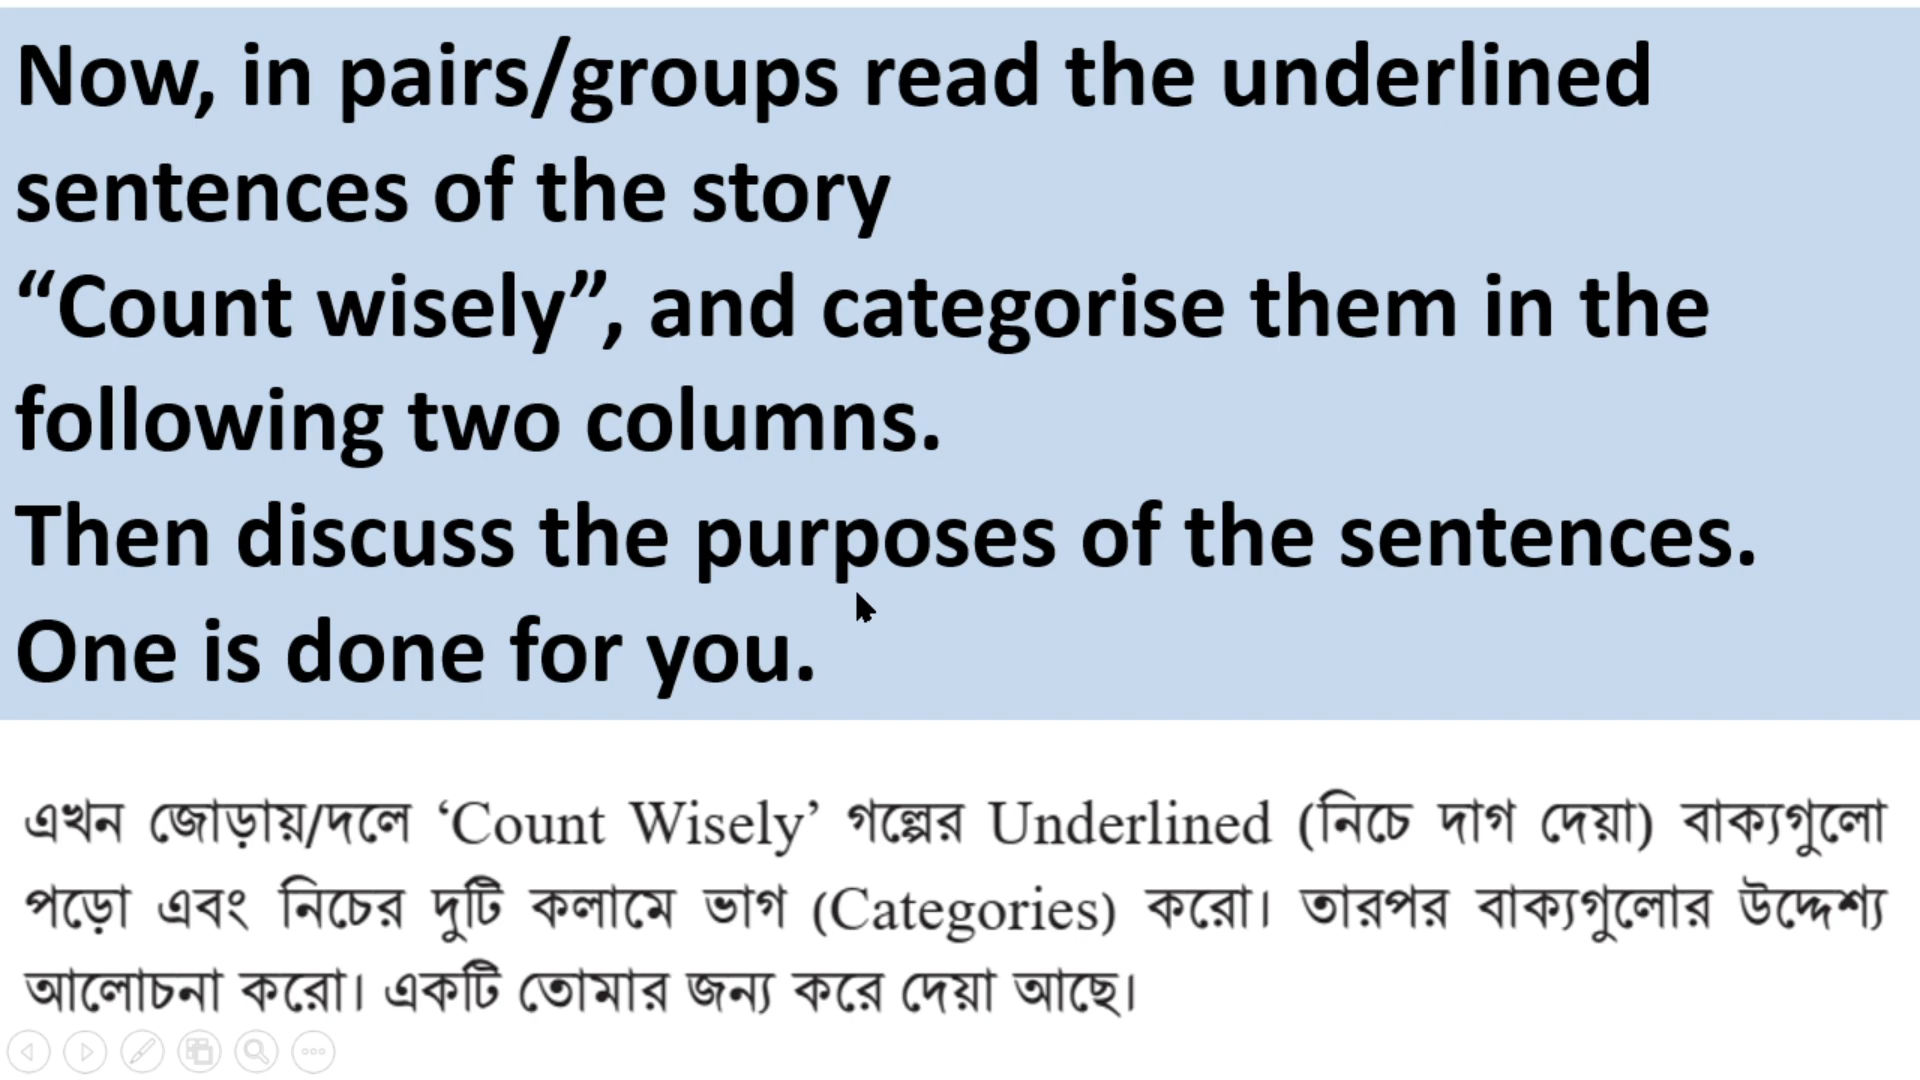 Now, in pairs/groups read the underlined
sentences of the story
“Count wisely”, and categorise them in the
following two columns.
Then discuss the purposes of the sentences.
One is done for you.
এখন জোড়ায়/দলে ‘Count Wisely’ গল্পের Underlined (নিচে দাগ দেয়া) বাক্যগুলো
পড়ো এবং নিচের দুটি কলামে ভাগ (Categories) করো। তারপর বাক্যগুলোর উদ্দেশ্য
আলোচনা করো। একটি তোমার জন্য করে দেয়া আছে।